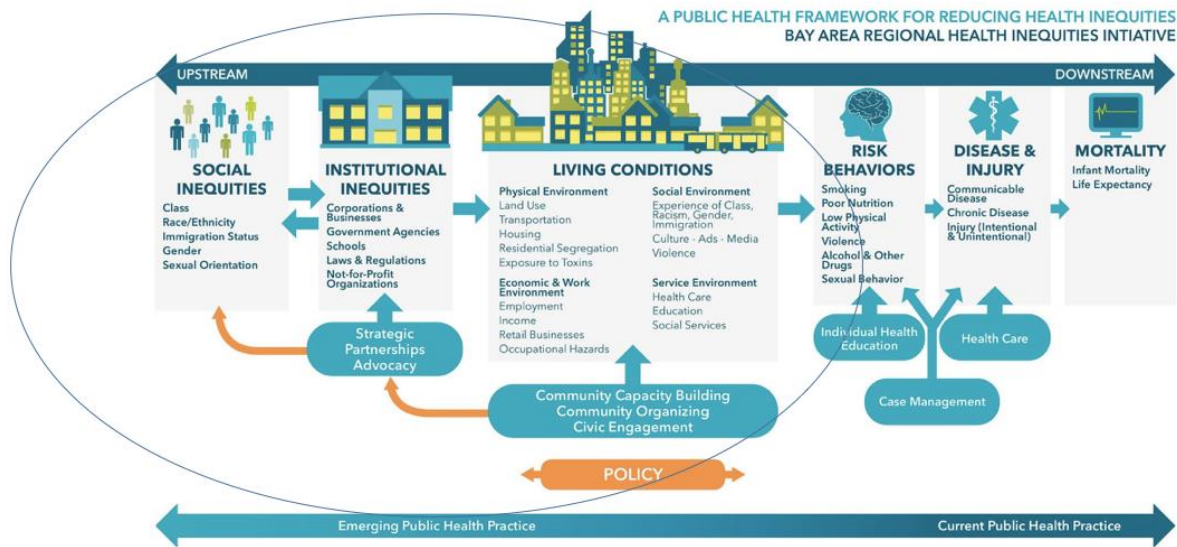 A PUBLIC HEALTH FRAMEWORK FOR REDUCING HEALTH INEQUITIES
BAY AREA REGIONAL HEALTH INEQUITIES INTIATIVE
UPSTREAM
DOWNSTREAM
SOCIAL
INEQUITIES
Class
Race/Ethnicity
Immigration Status
Gender
Sexual Orientation
INSTITUTIONAL
INEQUITIES
Corporations &
Businesses
Government Agencies
Schools
Laws & Regulations
Not-for-Profit
Organizations
LIVING CONDITIONS
Physical Environment
Land Use
Transportation
Housing
Residential Segregation
Exposure to Toxins
Economic & Work
Environment
Employment
Income
Retail Businesses
Occupational Hazards
Social Environment
Experience of Class,
Racism, Gender,
Immigration
Culture - Ads - Media
Violence
Service Environment
Health Care
Education
Social Services
RISK
BEHAVIORS
Smoking
Poor Nutrition
Low Physical
Activity
Violence
Alcohol & Other
Drugs
Sexual Behavior
DISEASE &
INJURY
Communicable
Disease
Chronic Disease
Injury (Intentional
& Unintentional)
MORTALITY
Infant Mortality
Life Expectancy
Strategic
Partnerships
Advocacy
Community Capacity Building
Community Organizing
Civic Engagement
Individual Health
Education
Health Care
Case Management
POLICY
Emerging Public Health Practice
Current Public Health Practice